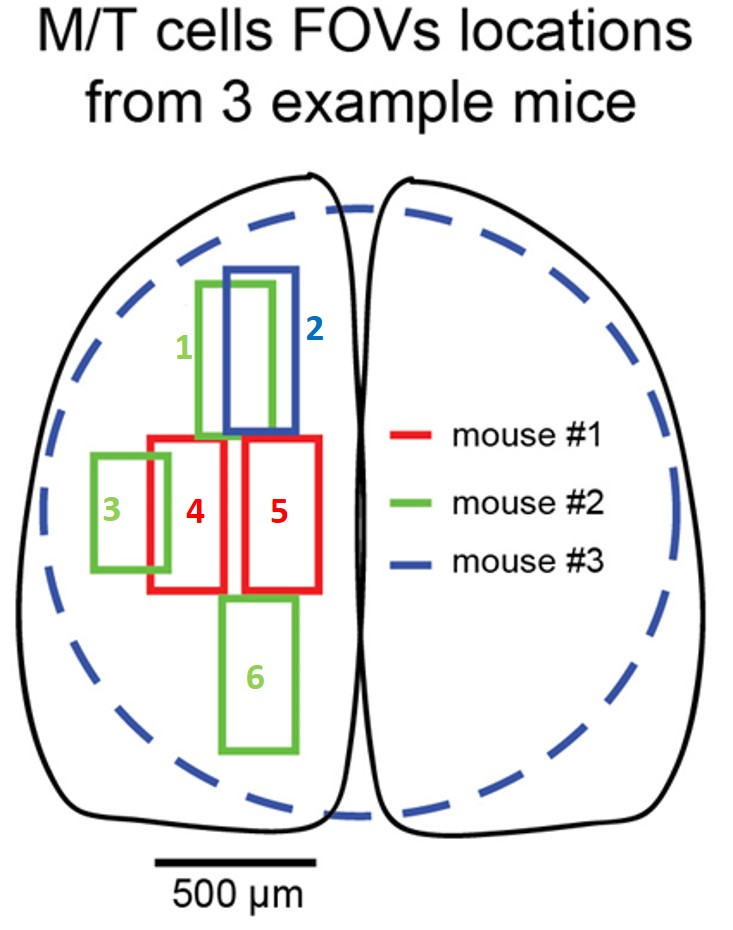 M/T cells FOVs locations
from 3 example mice
1
2
mouse #1
3
4
5
mouse #2
mouse #3
6
500 µm